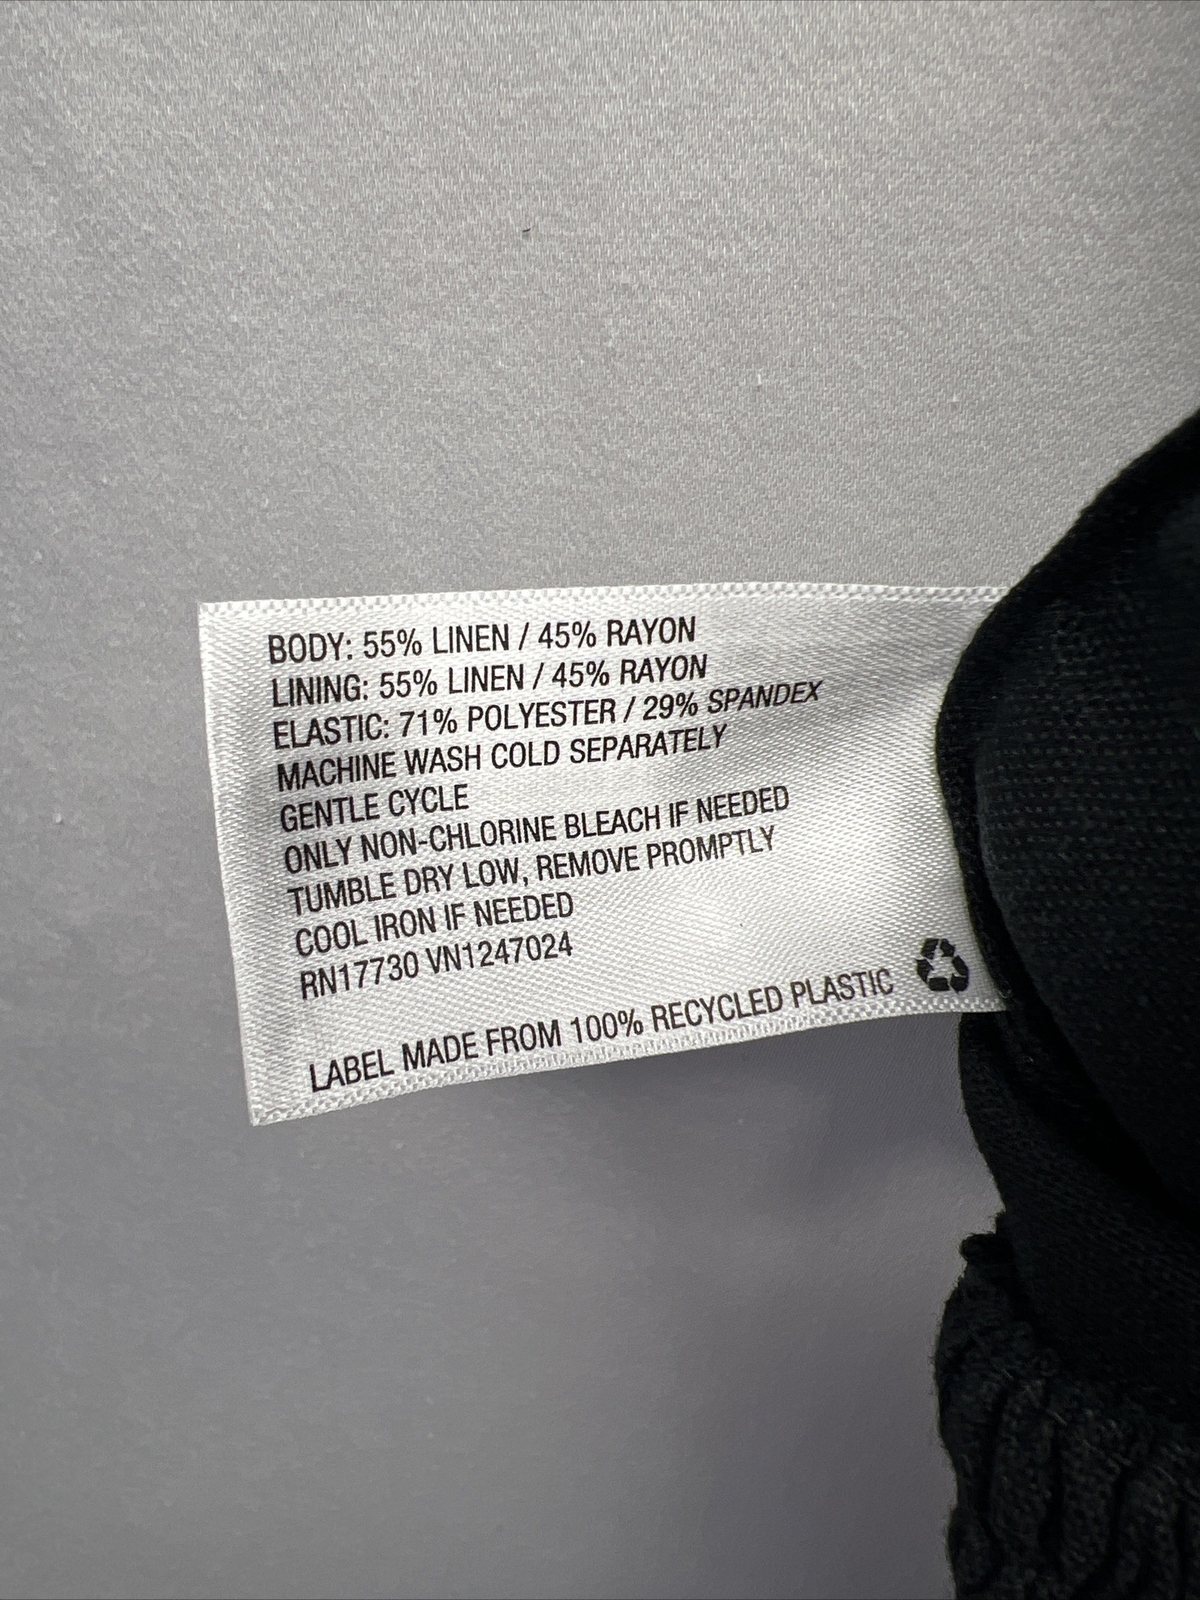 BODY: 55% LINEN / 45% RAYON
LINING: 55% LINEN / 45% RAYON
ELASTIC: 71% POLYESTER / 29% SPANDEX
MACHINE WASH COLD SEPARATELY
GENTLE CYCLE
ONLY NON-CHLORINE BLEACH IF NEEDED
TUMBLE DRY LOW, REMOVE PROMPTLY
COOL IRON IF NEEDED
RN17730 VN1247024
LABEL MADE FROM 100% RECYCLED PLASTIC